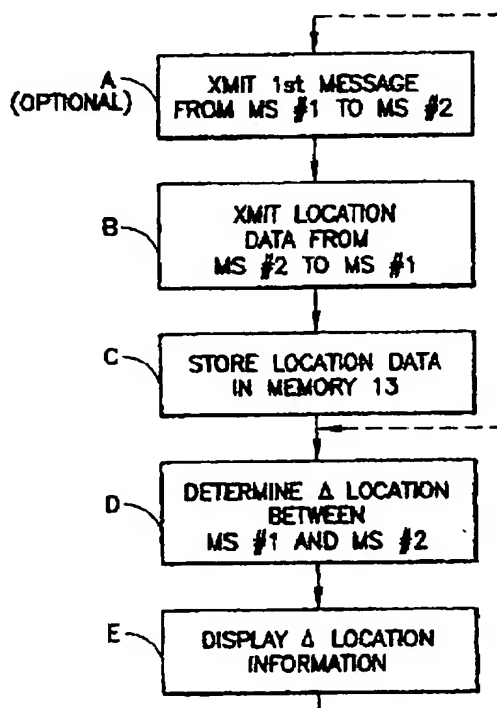 A
(OPTIONAL)
XMIT 1st MESSAGE
FROM MS #1 TO MS #2
B
XMIT LOCATION
DATA FROM
MS #2 TO MS #1
C
STORE LOCATION DATA
IN MEMORY 13
D
DETERMINE Δ LOCATION
BETWEEN
MS #1 AND MS #2
E
DISPLAY Δ LOCATION
INFORMATION